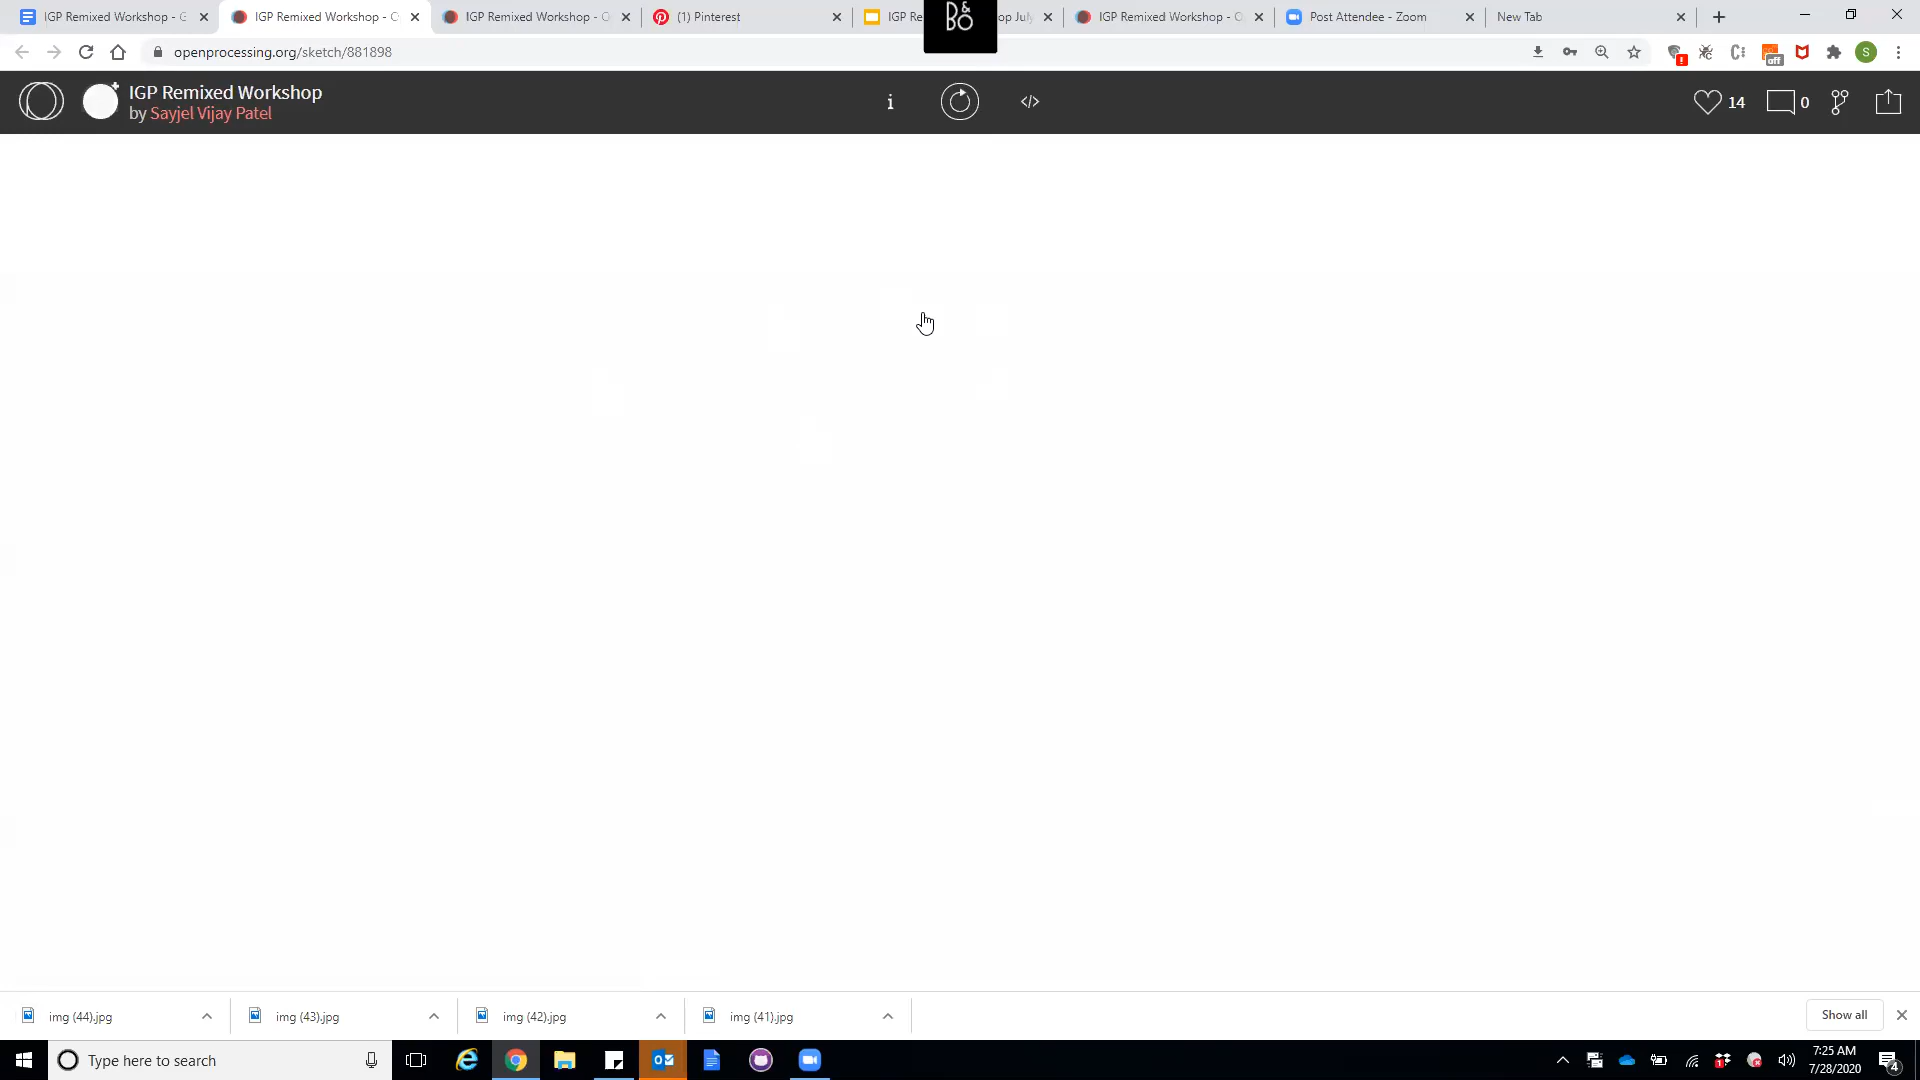 IGP Remixed Workshop - G
IGP Remixed Workshop - O
IGP Remixed Workshop - O
(1) Pinterest
IGP Re
op July
IGP Remixed Workshop - O
Post Attendee - Zoom
New Tab
B&O
openprocessing.org/sketch/881898
off
S
IGP Remixed Workshop
by Sayjel Vijay Patel
i
</>
14
0
img (44).jpg
img (43).jpg
img (42).jpg
img (41).jpg
Show all
Type here to search
7:25 AM
7/28/2020
4